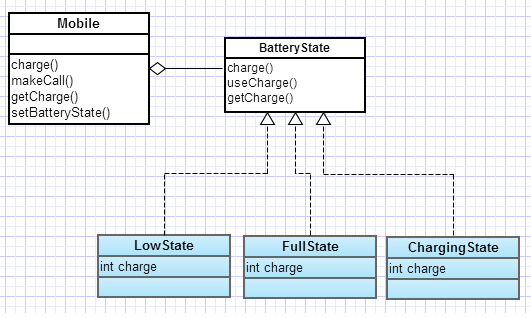 Mobile
charge()
makeCall()
getCharge()
setBatteryState()
BatteryState
charge()
useCharge()
getCharge()
LowState
int charge
FullState
int charge
ChargingState
int charge